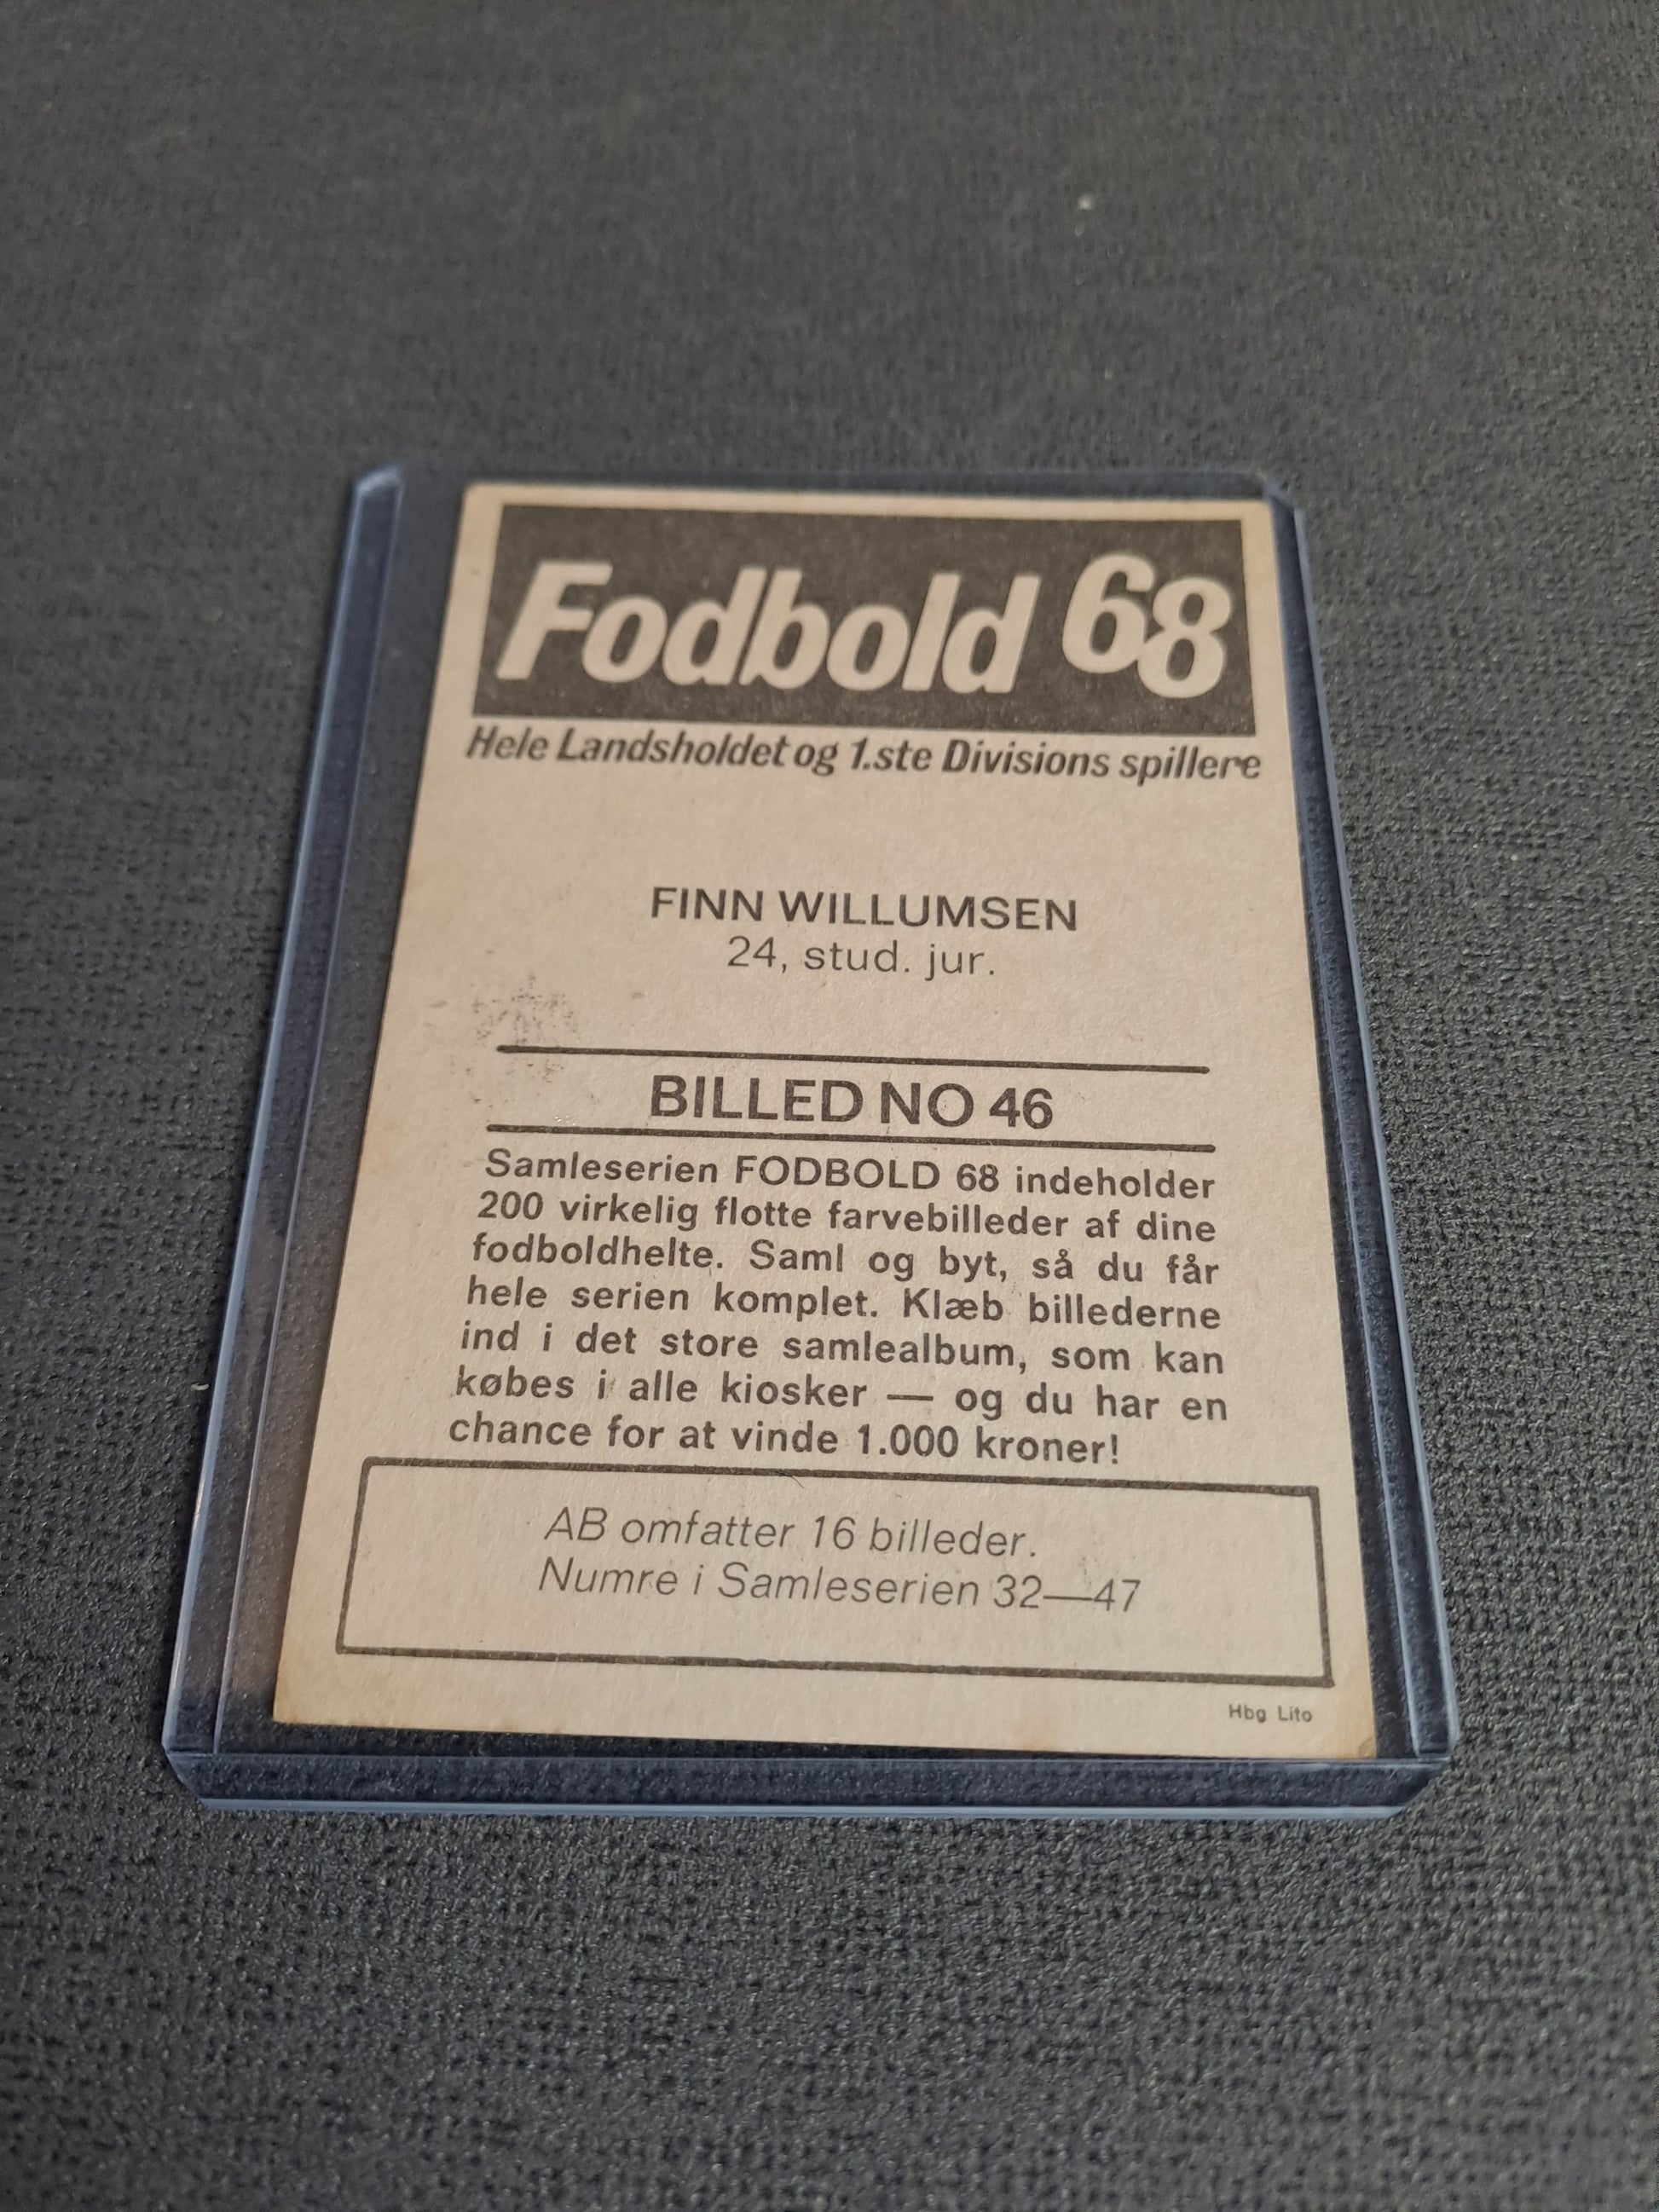 Fodbold 68
Hele Landsholdet og 1.ste Divisions spillere
FINN WILLUMSEN
24, stud. jur.
BILLED NO 46
Samleserien FODBOLD 68 indeholder
200 virkelig flotte farvebilleder af dine
fodboldhelte. Saml og byt, så du får
hele serien komplet. Klæb billederne
ind i det store samlealbum, som kan
købes i alle kiosker — og du har en
chance for at vinde 1.000 kroner!
AB omfatter 16 billeder.
Numre i Samleserien 32—47
Hbg Lito